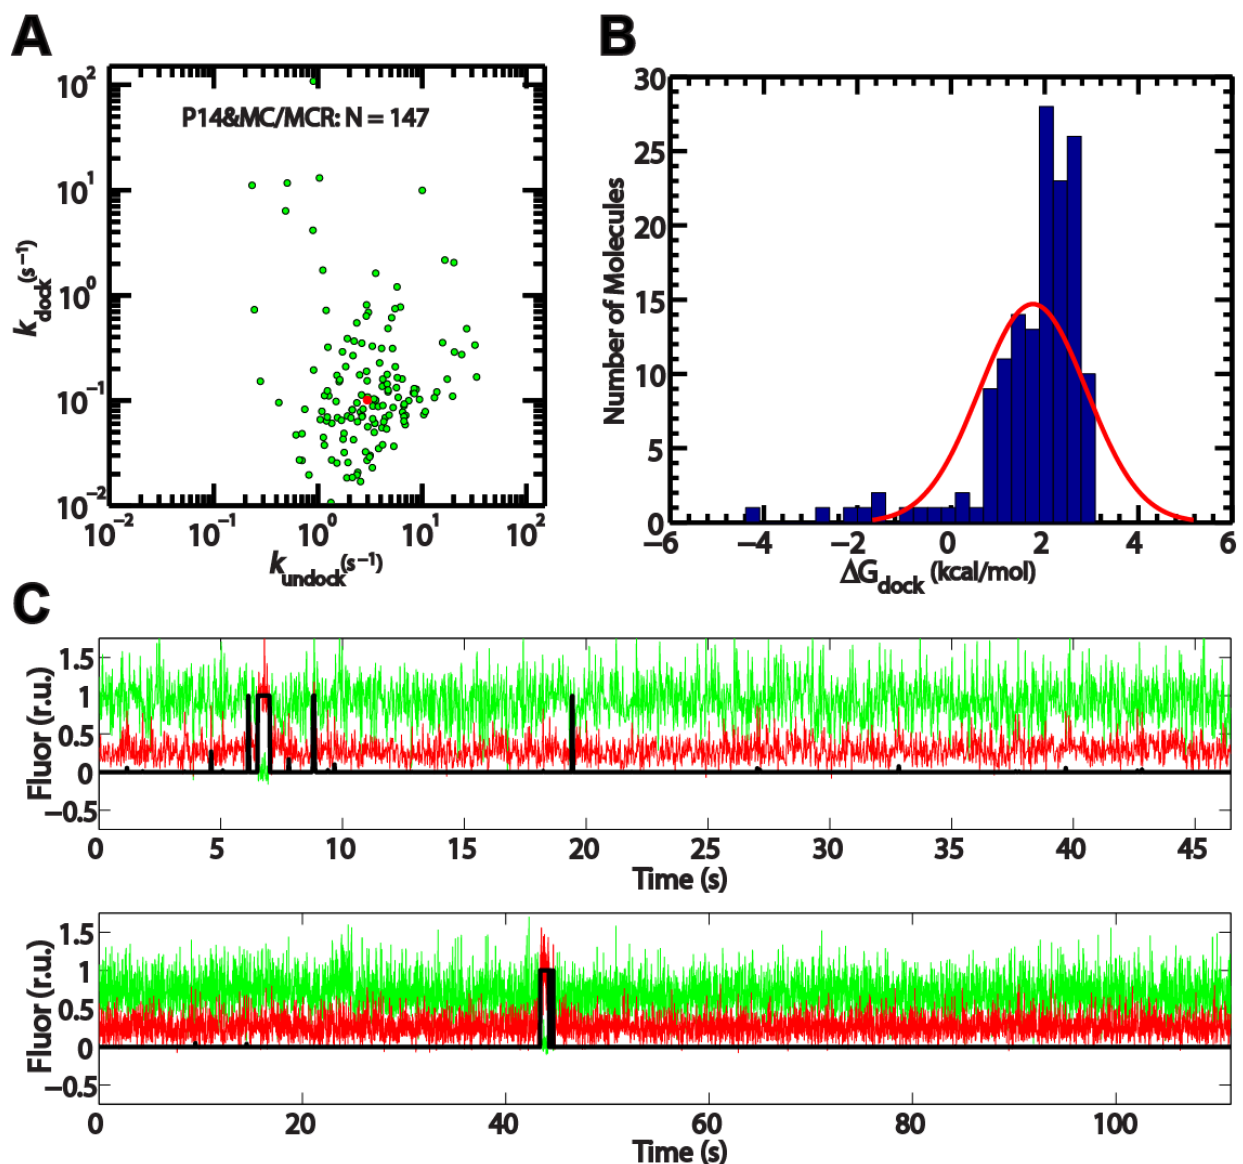 A
B
P14&MC/MCR: N = 147
10² 10¹ 10⁰ 10⁻¹ 10⁻²
k_dock (s⁻¹)
10⁻² 10⁻¹ 10⁰ 10¹ 10²
k_undock (s⁻¹)
30 25 20 15 10 5 0
Number of Molecules
−6 −4 −2 0 2 4 6
ΔG_dock (kcal/mol)
C
1.5 1 0.5 0 −0.5
Fluor (r.u.)
0 5 10 15 20 25 30 35 40 45
Time (s)
1.5 1 0.5 0 −0.5
Fluor (r.u.)
0 20 40 60 80 100
Time (s)